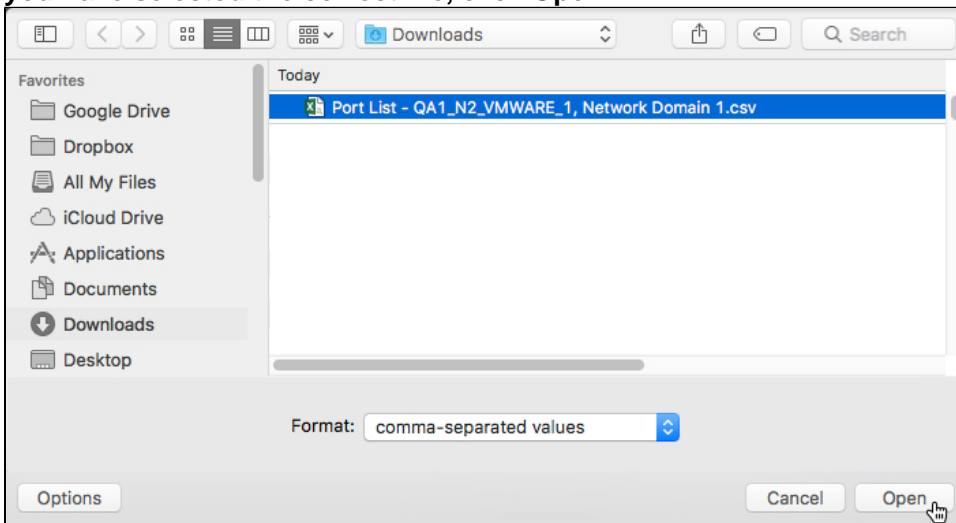 Downloads
Search
Favorites
Today
Google Drive
Port List - QA1_N2_VMWARE_1, Network Domain 1.csv
Dropbox
All My Files
iCloud Drive
Applications
Documents
Downloads
Desktop
Format: comma-separated values
Options
Cancel
Open